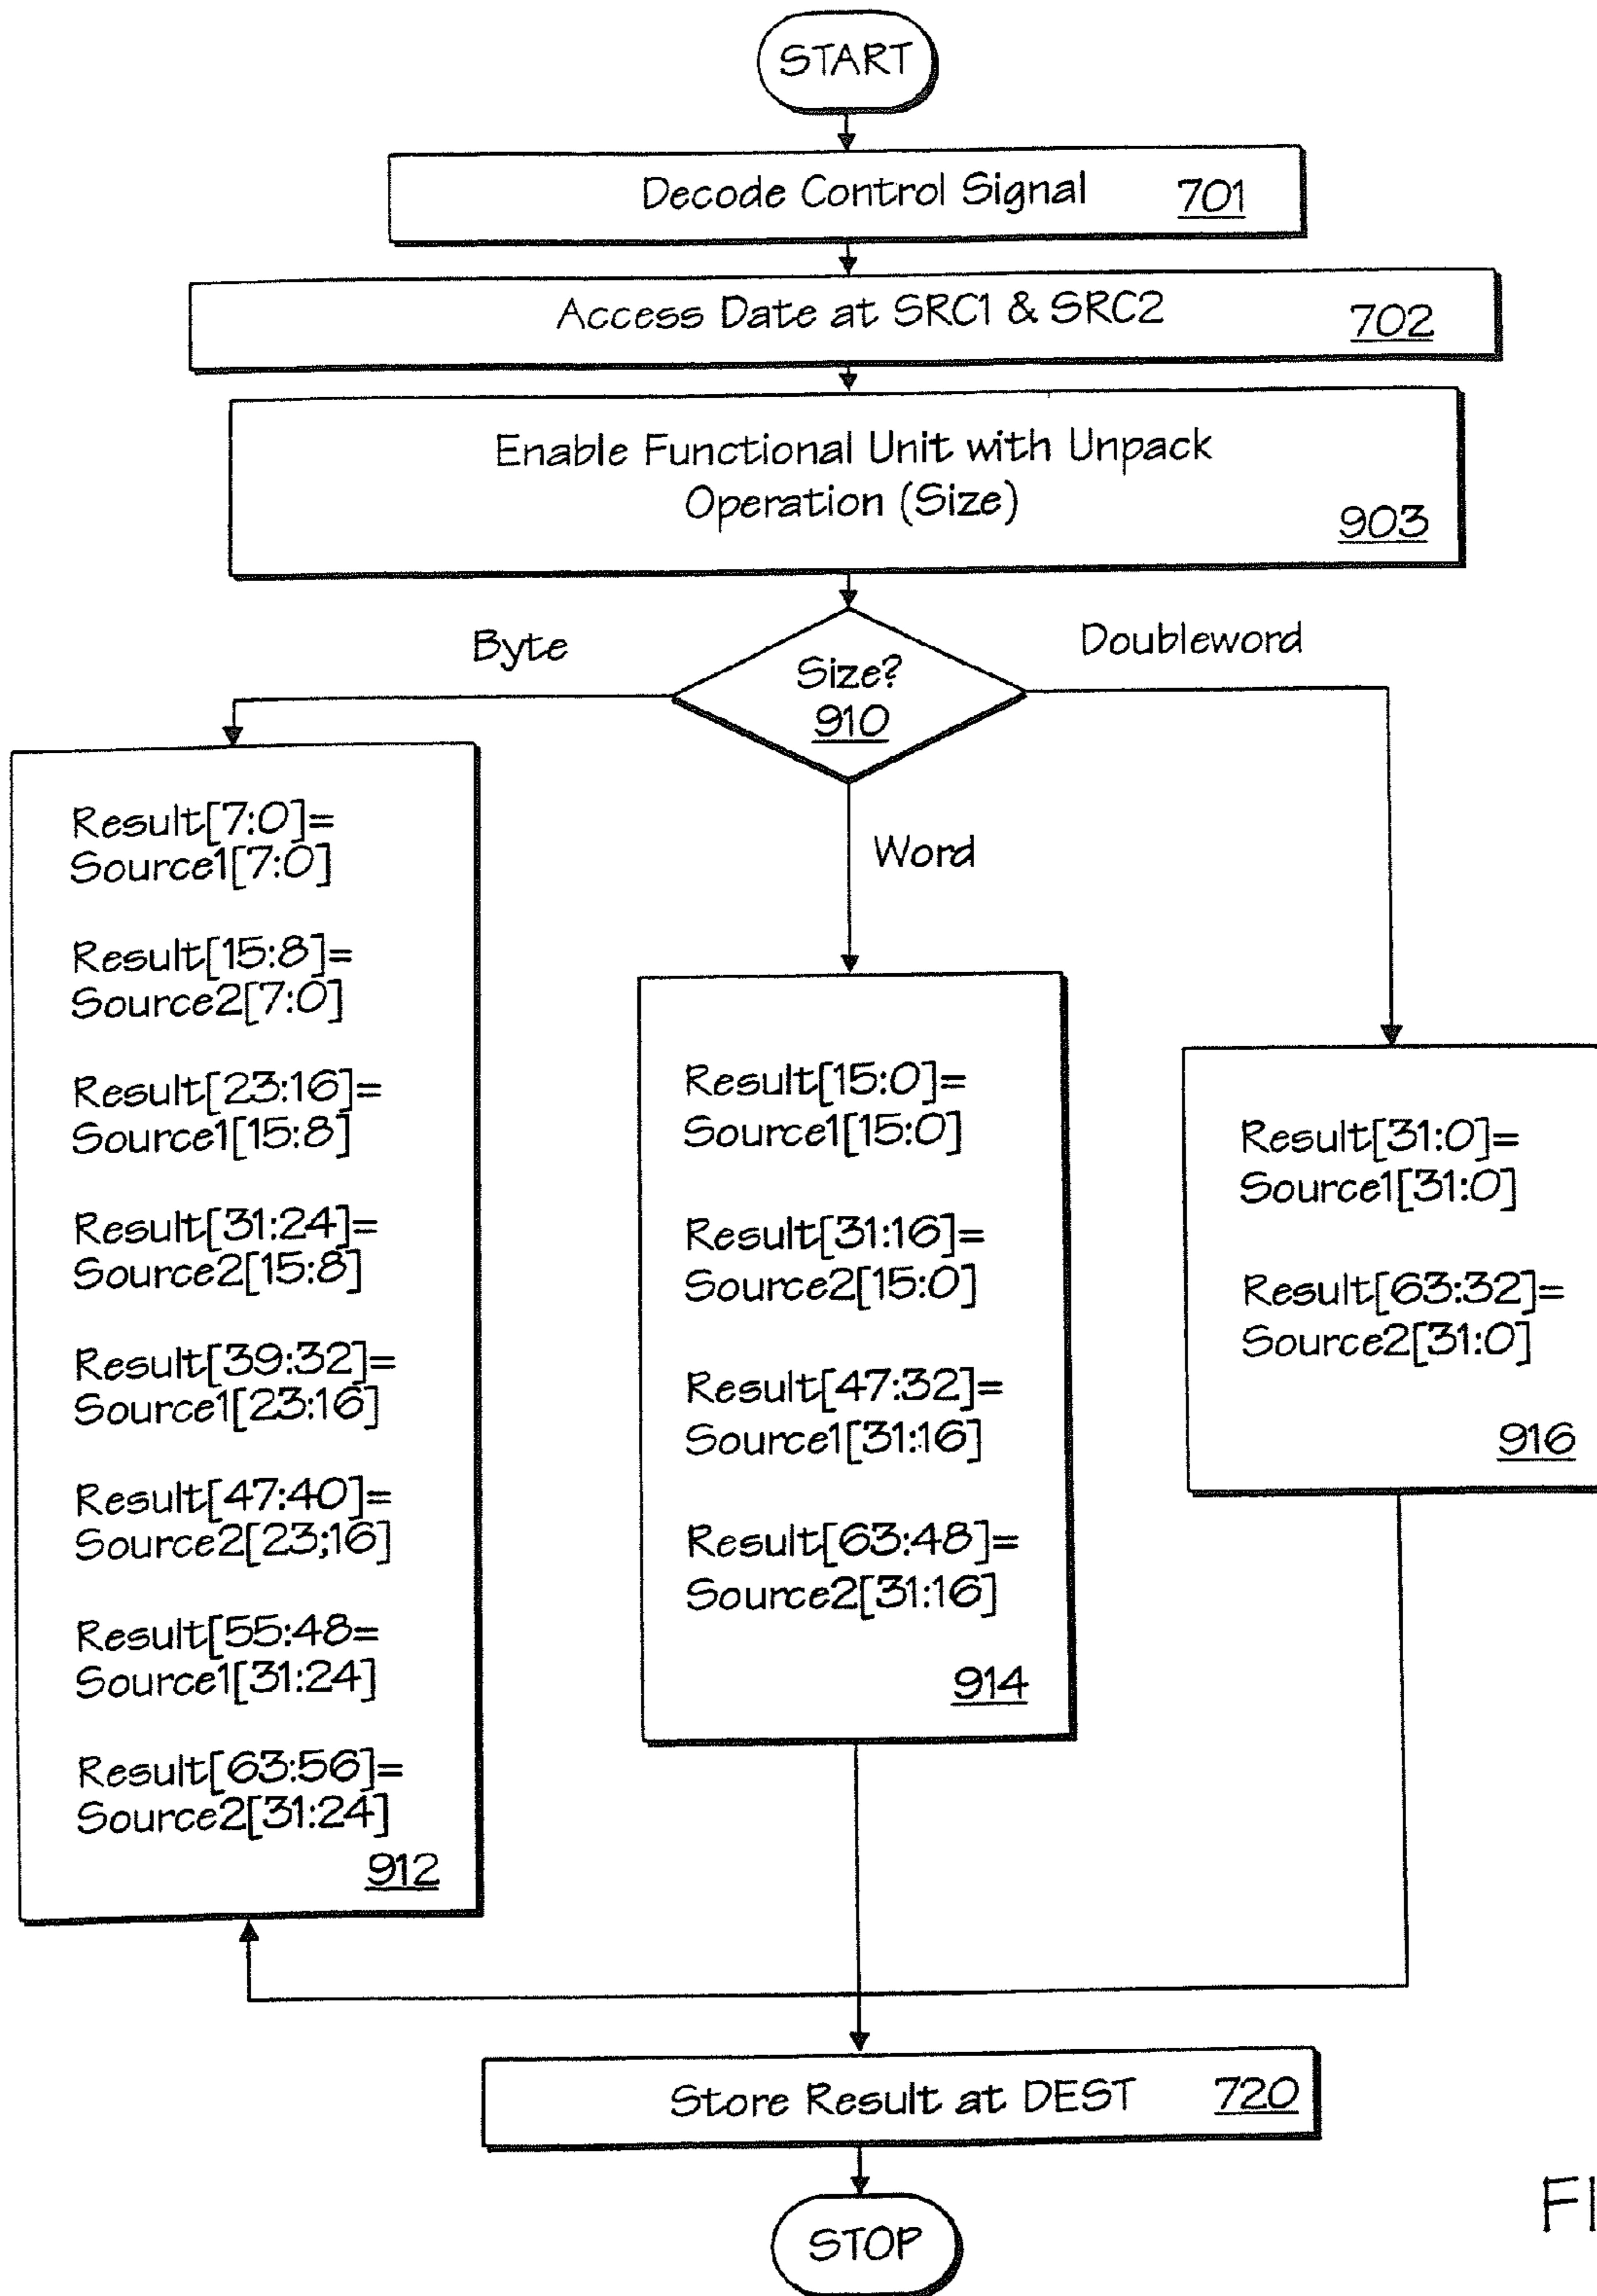 START
Decode Control Signal 701
Access Date at SRC1 & SRC2 702
Enable Functional Unit with Unpack
Operation (Size)
903
Byte
Size?
910
Doubleword
Word
Result[7:0]=
Source1[7:0]
Result[15:8]=
Source2[7:0]
Result[23:16]=
Source1[15:8]
Result[31:24]=
Source2[15:8]
Result[39:32]=
Source1[23:16]
Result[47:40]=
Source2[23;16]
Result[55:48=
Source1[31:24]
Result[63:56]=
Source2[31:24]
912
Result[15:0]=
Source1[15:0]
Result[31:16]=
Source2[15:0]
Result[47:32]=
Source1[31:16]
Result[63:48]=
Source2[31:16]
914
Result[31:0]=
Source1[31:0]
Result[63:32]=
Source2[31:0]
916
Store Result at DEST 720
STOP